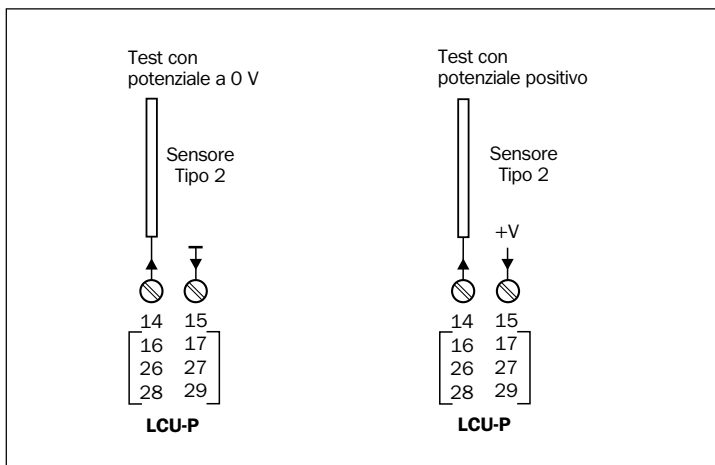 Test con
potenziale a 0 V
Sensore
Tipo 2
14 15
16 17
26 27
28 29
LCU-P
Test con
potenziale positivo
Sensore
Tipo 2
+V
14 15
16 17
26 27
28 29
LCU-P